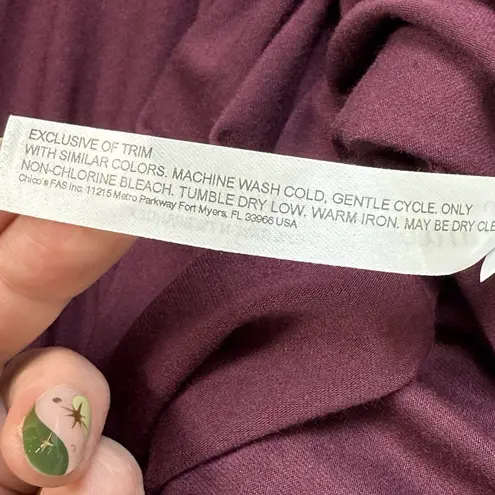 EXCLUSIVE OF TRIM
WITH SIMILAR COLORS. MACHINE WASH COLD, GENTLE CYCLE. ONLY
NON-CHLORINE BLEACH. TUMBLE DRY LOW. WARM IRON. MAY BE DRY CLE
Chico's FAS Inc. 11215 Metro Parkway Fort Myers, FL 33966 USA